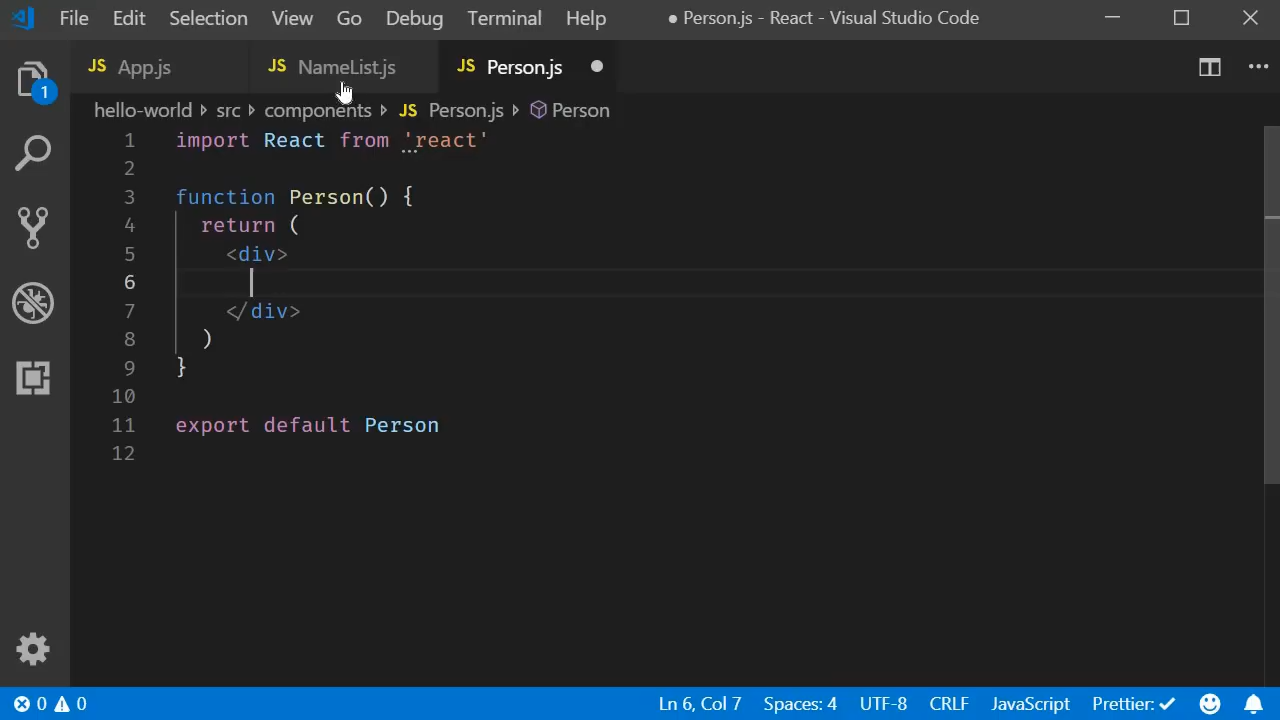 File Edit Selection View Go Debug Terminal Help ● Person.js - React - Visual Studio Code
JS App.js JS NameList.js JS Person.js
1
hello-world src components JS Person.js Person
1 import React from 'react'
2
3 function Person() {
4 return (
5 <div>
6
7 </div>
8 )
9 }
10
11 export default Person
12
0 0 Ln 6, Col 7 Spaces: 4 UTF-8 CRLF JavaScript Prettier: ✓